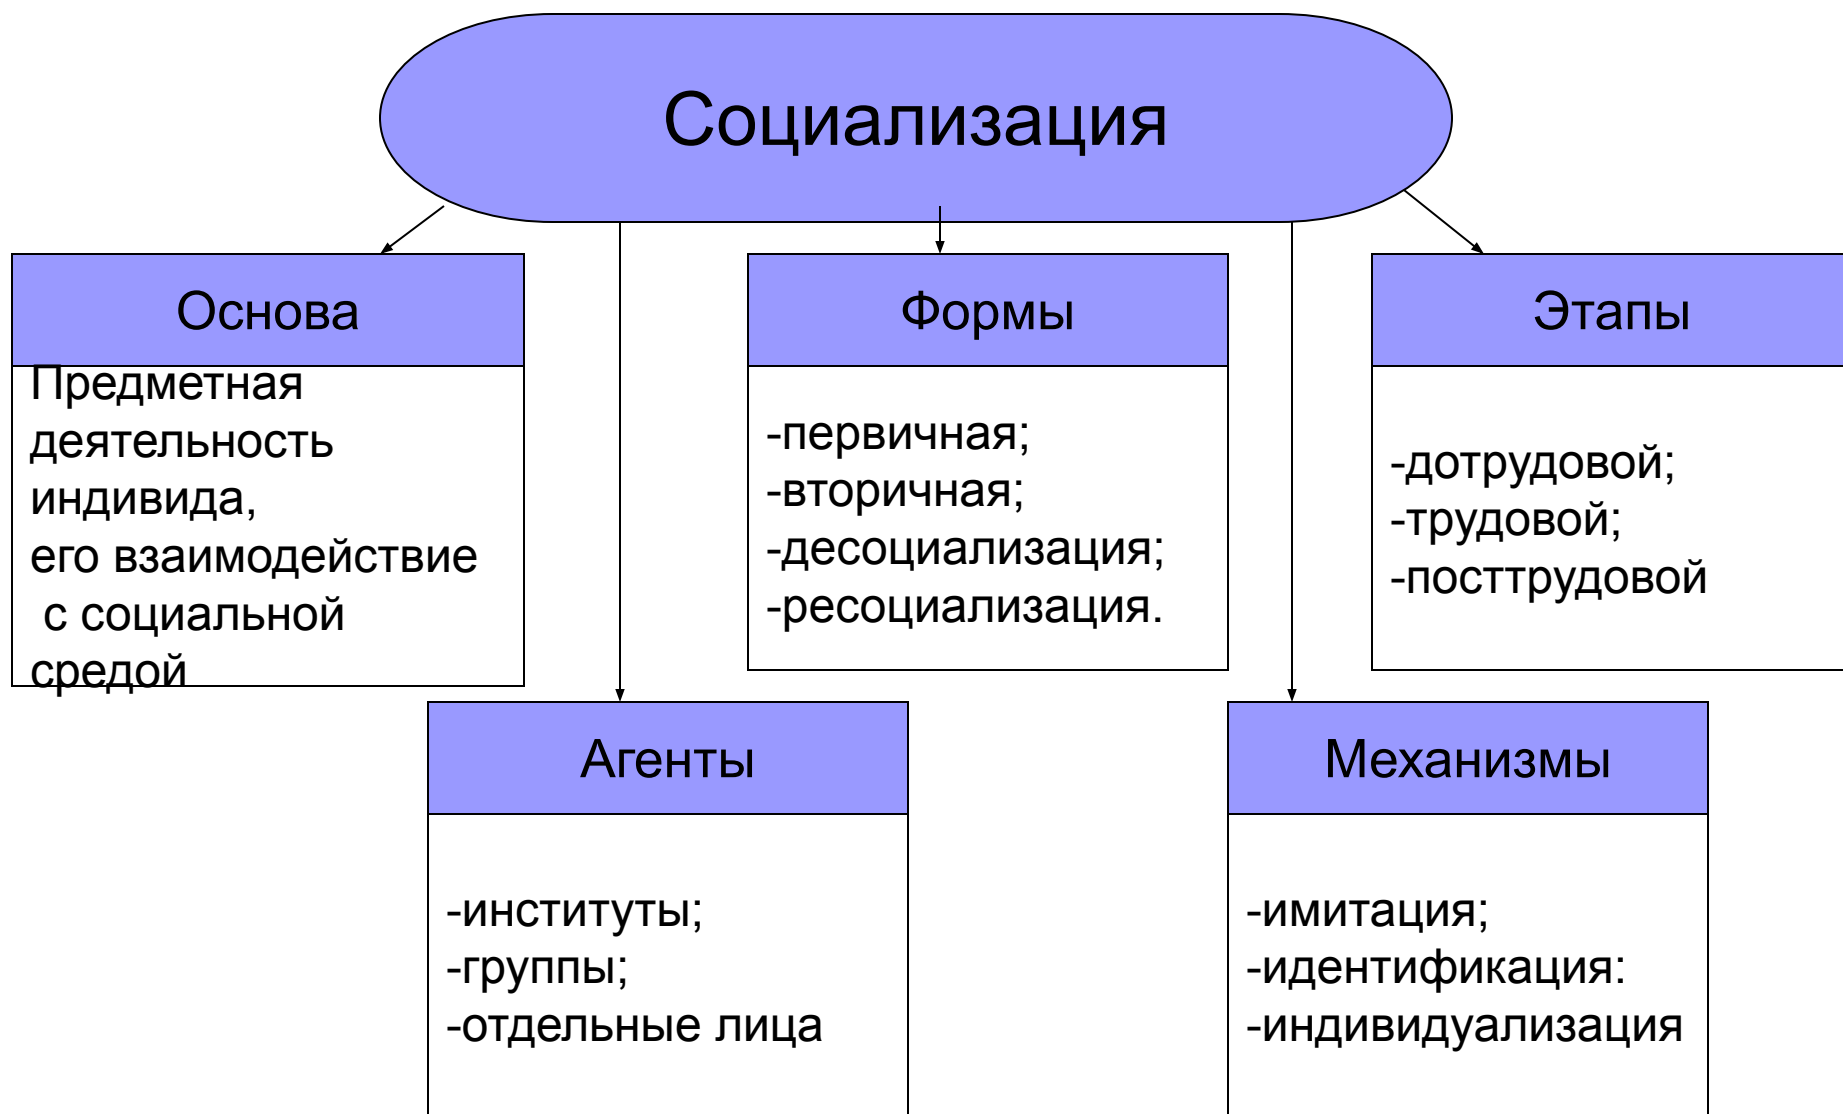 Социализация
Основа
Предметная
деятельность
индивида,
его взаимодействие
с социальной
средой
Формы
-первичная;
-вторичная;
-десоциализация;
-ресоциализация.
Этапы
-дотрудовой;
-трудовой;
-посттрудовой
Агенты
-институты;
-группы;
-отдельные лица
Механизмы
-имитация;
-идентификация:
-индивидуализация